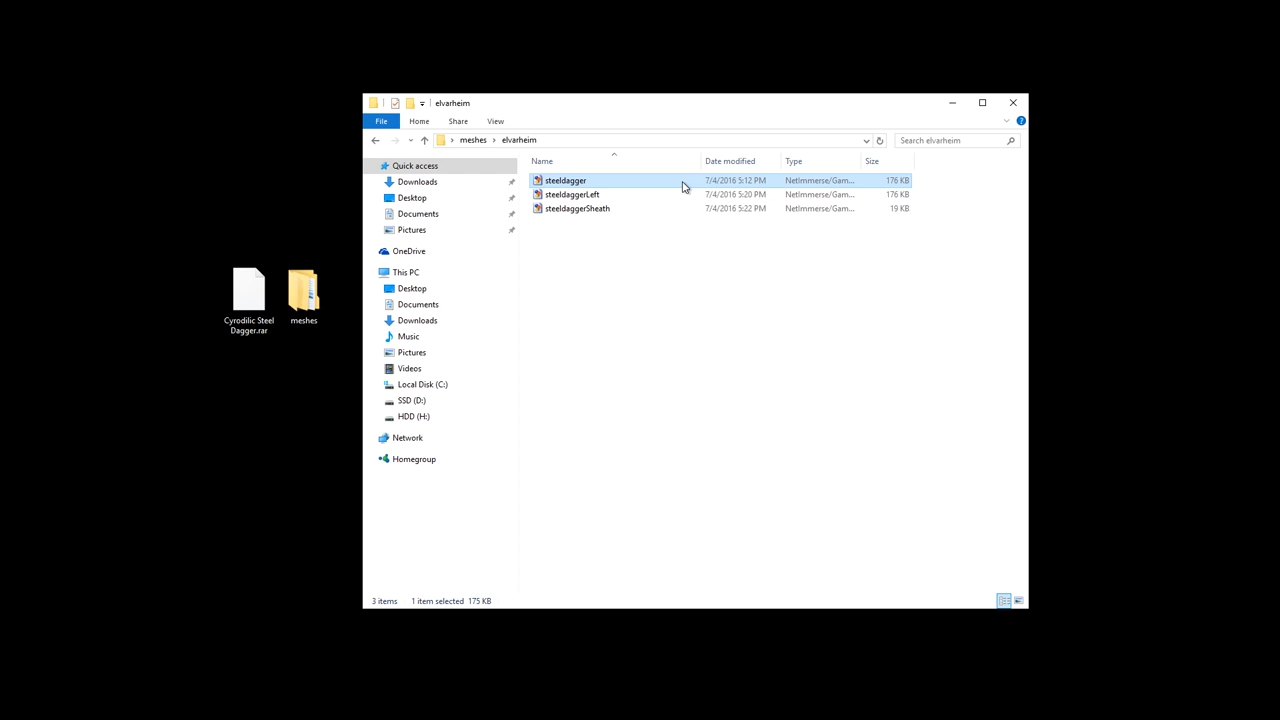 elvarheim
File
Home
Share
View
meshes
elvarheim
Search elvarheim
Name
Date modified
Type
Size
Quick access
Downloads
Desktop
Documents
Pictures
OneDrive
This PC
Desktop
Documents
Downloads
Music
Pictures
Videos
Local Disk (C:)
SSD (D:)
HDD (H:)
Network
Homegroup
steeldagger 7/4/2016 5:12 PM NetImmerse/Gam... 176 KB
steeldaggerLeft 7/4/2016 5:20 PM NetImmerse/Gam... 176 KB
steeldaggerSheath 7/4/2016 5:22 PM NetImmerse/Gam... 19 KB
Cyrodilic Steel
Dagger.rar
meshes
3 items 1 item selected 175 KB